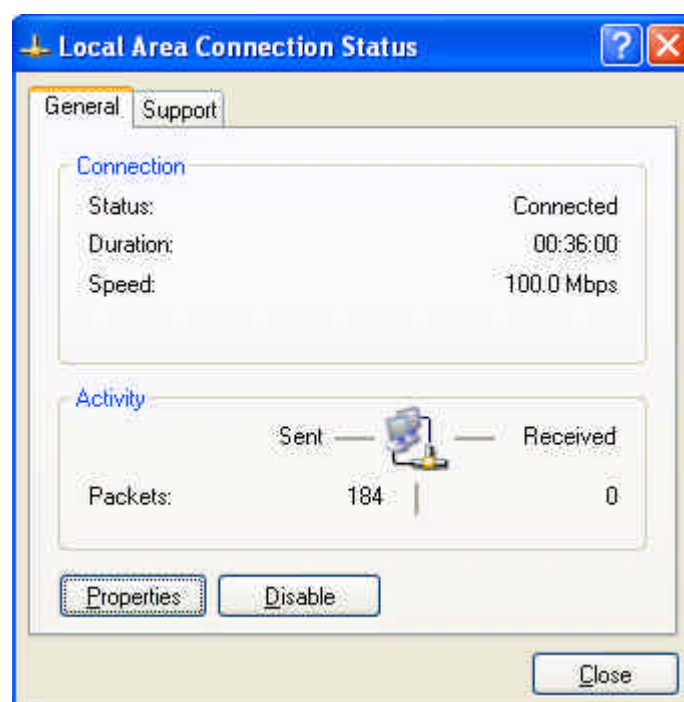 Local Area Connection Status
General Support
Connection
Status: Connected
Duration: 00:36:00
Speed: 100.0 Mbps
Activity
Sent Received
Packets: 184 0
Properties Disable
Close